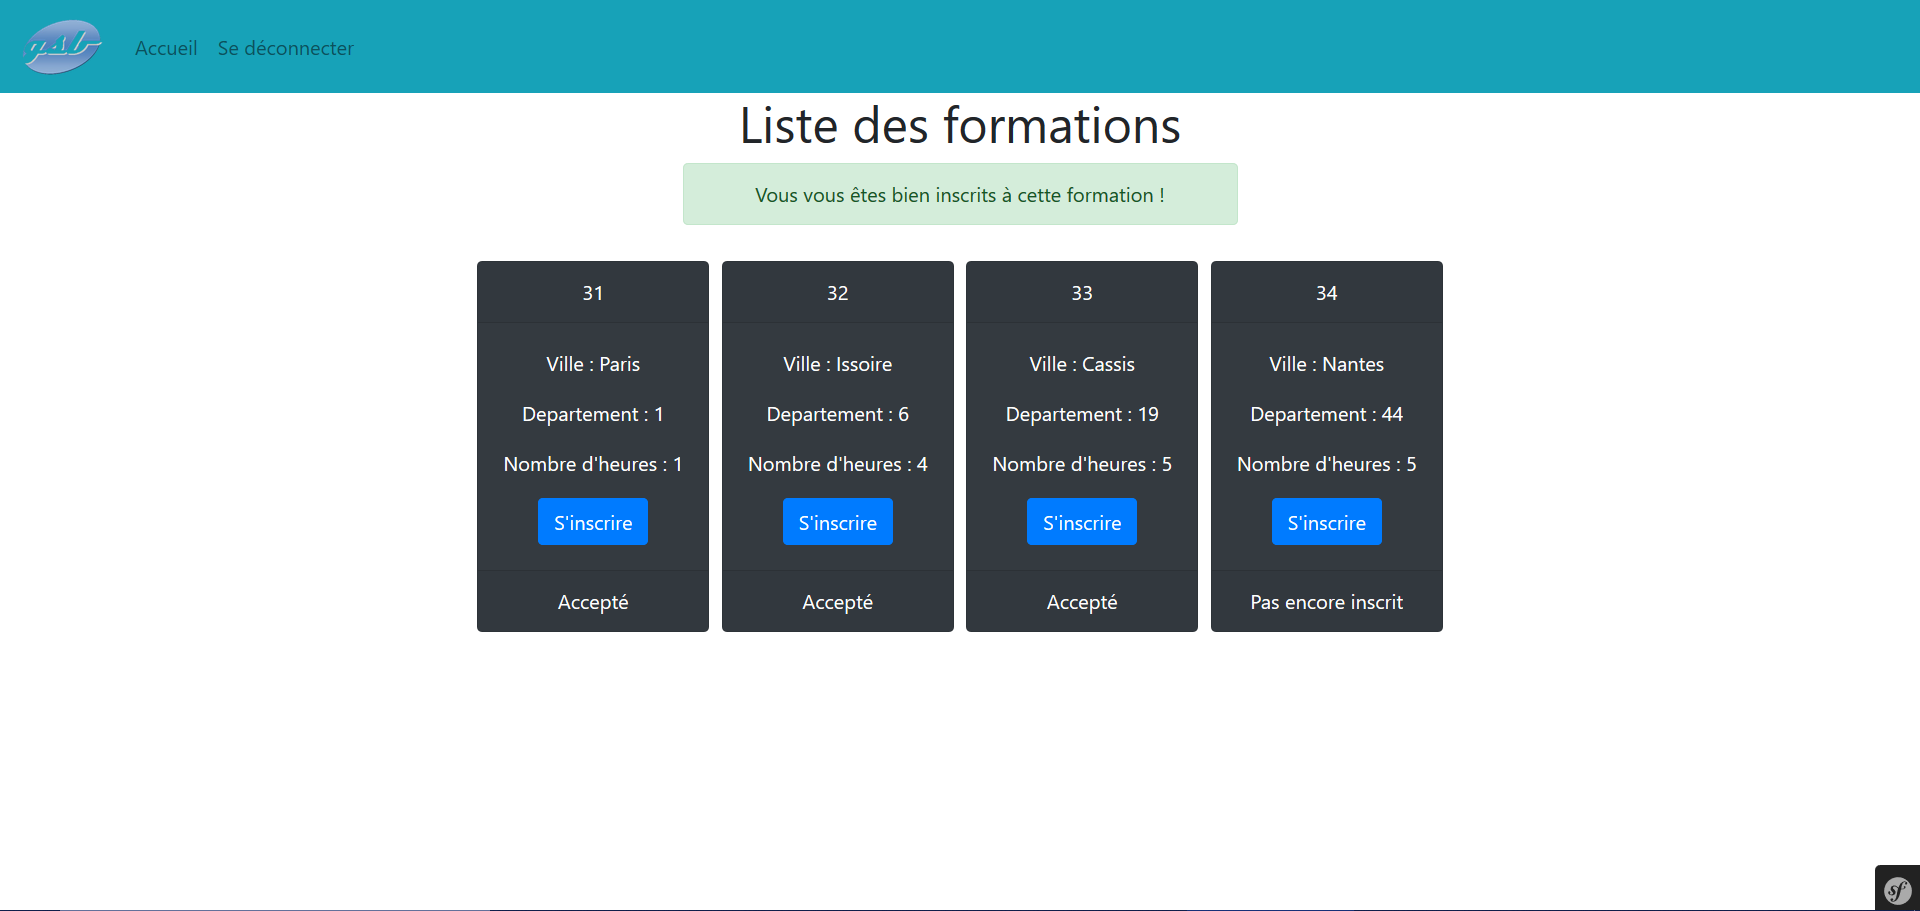 gsb
Accueil
Se déconnecter
Liste des formations
Vous vous êtes bien inscrits à cette formation !
31
Ville : Paris
Departement : 1
Nombre d'heures : 1
S'inscrire
Accepté
32
Ville : Issoire
Departement : 6
Nombre d'heures : 4
S'inscrire
Accepté
33
Ville : Cassis
Departement : 19
Nombre d'heures : 5
S'inscrire
Accepté
34
Ville : Nantes
Departement : 44
Nombre d'heures : 5
S'inscrire
Pas encore inscrit
sf